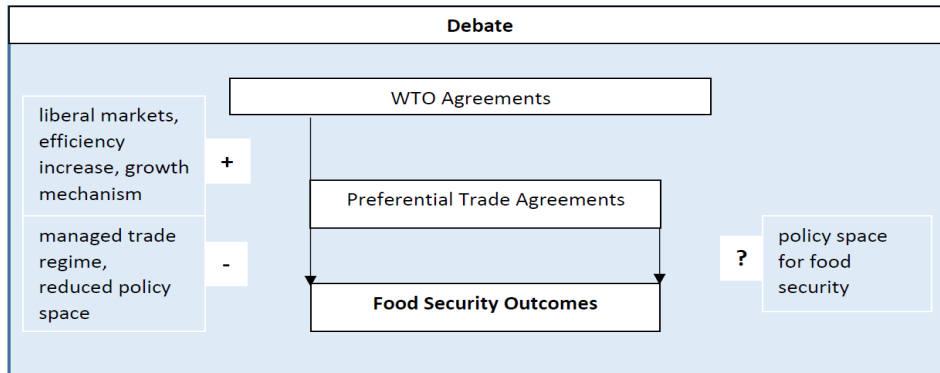 Debate
WTO Agreements
liberal markets,
efficiency
increase, growth
mechanism
+
Preferential Trade Agreements
managed trade
regime,
reduced policy
space
-
?
policy space
for food
security
Food Security Outcomes